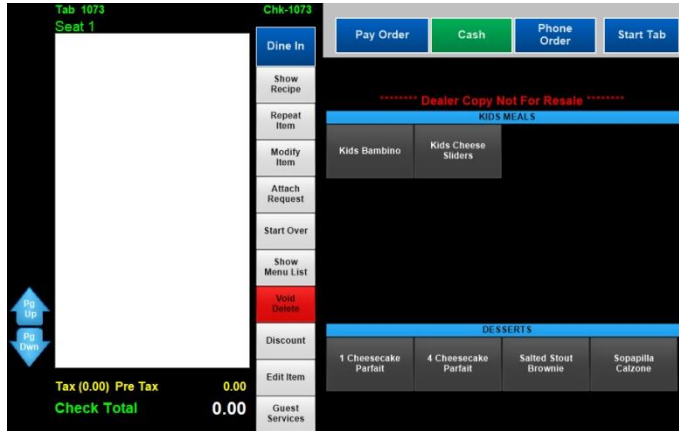 Tab 1073
Chk-1073
Seat 1
Dine In
Show
Recipe
Repeat
Item
Modify
Item
Attach
Request
Start Over
Show
Menu List
Void
Delete
Discount
Edit Item
Guest
Services
Pg
Up
Pg
Dwn
Tax (0.00) Pre Tax 0.00
Check Total 0.00
Pay Order
Cash
Phone
Order
Start Tab
******** Dealer Copy Not For Resale ********
KIDS MEALS
Kids Bambino
Kids Cheese
Sliders
DESSERTS
1 Cheesecake
Parfait
4 Cheesecake
Parfait
Salted Stout
Brownie
Sopapilla
Calzone